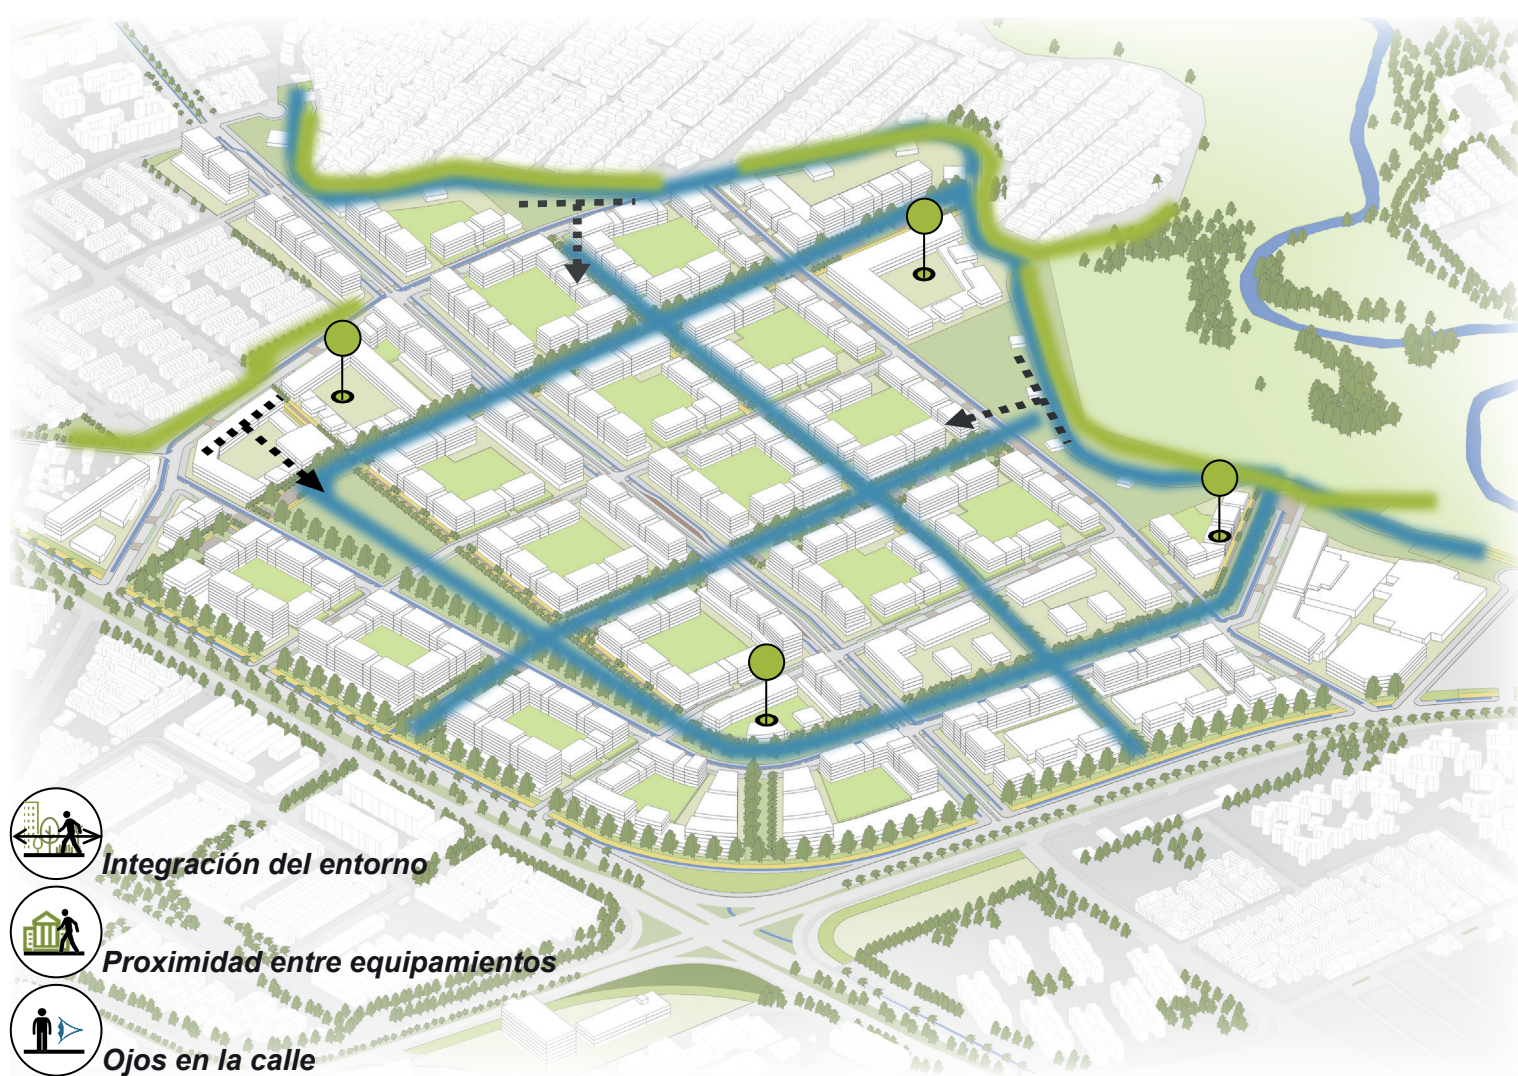 Integración del entorno
Proximidad entre equipamientos
Ojos en la calle